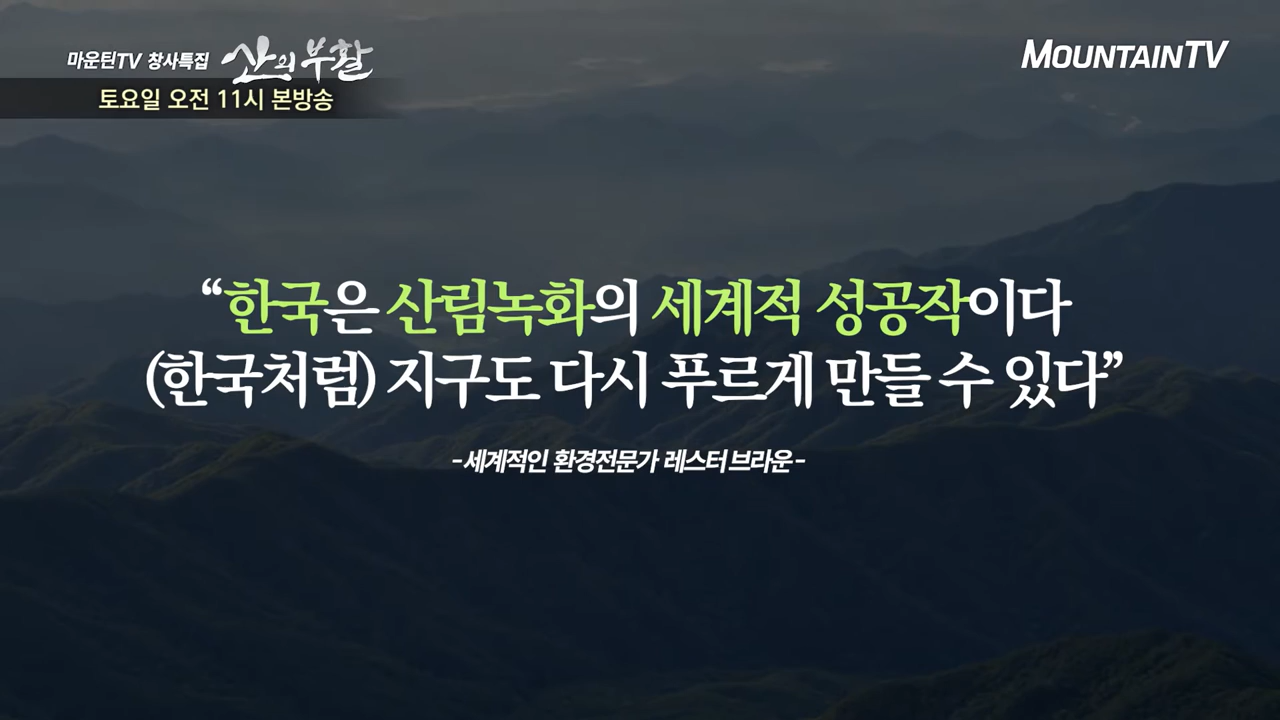 마운틴TV 창사특집 산의 부활
MOUNTAINTV
토요일 오전 11시 본방송
“한국은 산림녹화의 세계적 성공작이다
(한국처럼) 지구도 다시 푸르게 만들 수 있다”
-세계적인 환경전문가 레스터 브라운-